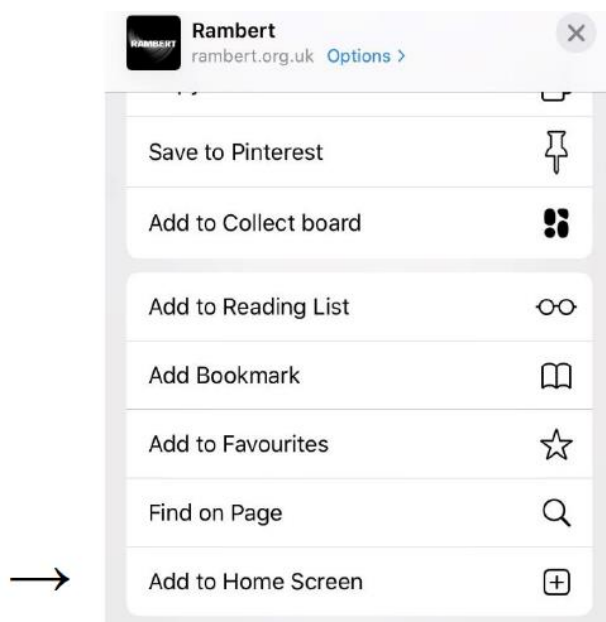 RAMBERT
Rambert
rambert.org.uk Options >
Save to Pinterest
Add to Collect board
Add to Reading List
Add Bookmark
Add to Favourites
Find on Page
→ Add to Home Screen